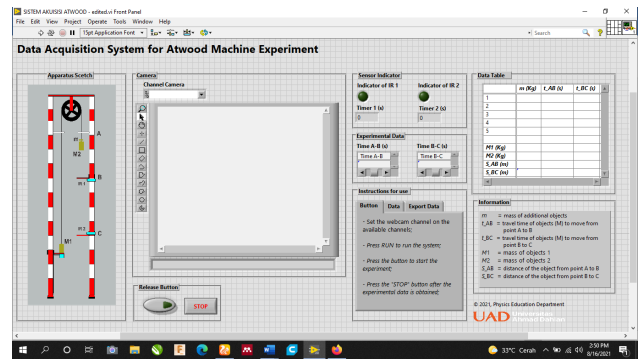 SISTEM AKUISISI ATWOOD - edited.vi Front Panel
File Edit View Project Operate Tools Window Help
15pt Application Font
Search
Data Acquisition System for Atwood Machine Experiment
Apparatus Scetch
A
m
M2
B
m 1
m 2
C
M1
Camera
Channel Camera
Release Button
STOP
Sensor Indicator
Indicator of IR 1
Indicator of IR 2
Timer 1 (s)
Timer 2 (s)
0
0
Experimental Data
Time A-B (s)
Time B-C (s)
Time A-B
Time B-C
Instructions for use
Button Data Export Data
- Set the webcam channel on the
available channels;
- Press RUN to run the system;
- Press the button to start the
experiment;
- Press the 'STOP' button after the
experimental data is obtained;
Data Table
m (Kg) t_AB (s) t_BC (s)
1
2
3
4
5
M1 (Kg)
M2 (Kg)
S_AB (m)
S_BC (m)
Information
m = mass of additional objects
t_AB = travel time of objects (M) to move from
point A to B
t_BC = travel time of objects (M) to move from
point B to C
M1 = mass of objects 1
M2 = mass of objects 2
S_AB = distance of the object from point A to B
S_BC = distance of the object from point B to C
© 2021, Physics Education Department
UAD Universitas
Ahmad Dahlan
33°C Cerah
2:50 PM
8/16/2021